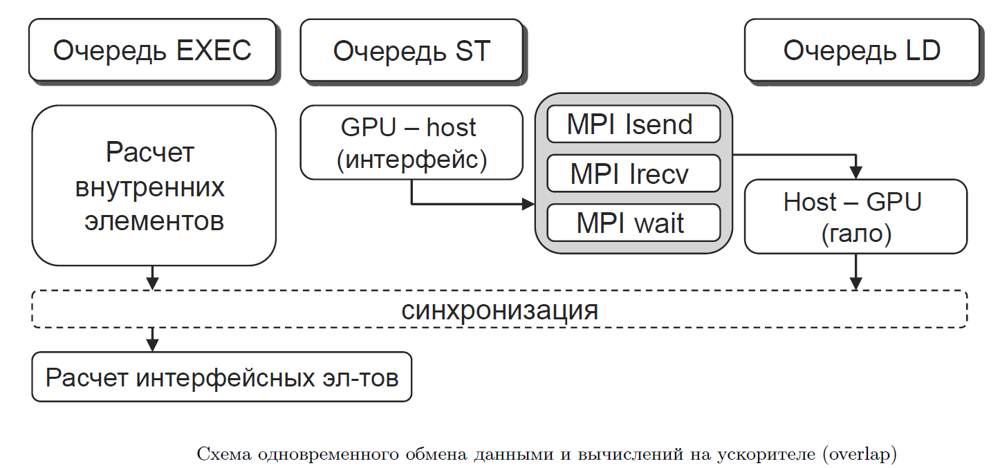 Очередь EXEC
Очередь ST
Очередь LD
Расчет
внутренних
элементов
GPU – host
(интерфейс)
MPI Isend
MPI Irecv
MPI wait
Host – GPU
(гало)
синхронизация
Расчет интерфейсных эл-тов
Схема одновременного обмена данными и вычислений на ускорителе (overlap)